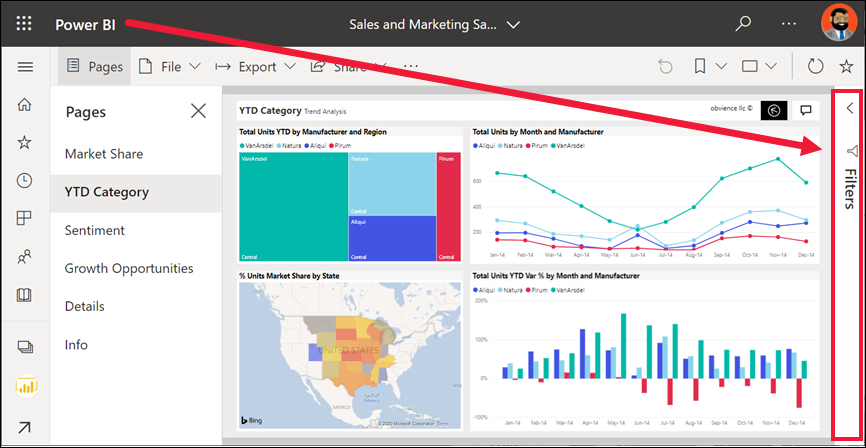 Power BI
Sales and Marketing Sa...
Pages
File
Export
Share
Pages
Market Share
YTD Category
Sentiment
Growth Opportunities
Details
Info
YTD Category Trend Analysis
obvience llc ©
Total Units YTD by Manufacturer and Region
VanArsdel Natura Aliqui Pirum
VanArsdel
Natura
Pirum
Central
Aliqui
Central
Central
Central
Total Units by Month and Manufacturer
Aliqui Natura Pirum VanArsdel
600
400
200
Jan-14 Feb-14 Mar-14 Apr-14 May-14 Jun-14 Jul-14 Aug-14 Sep-14 Oct-14 Nov-14 Dec-14
% Units Market Share by State
UNITED STATES
MEXICO
Gulf of
Mexico
Bing
© 2020 Microsoft Corporation Terms
Total Units YTD Var % by Month and Manufacturer
Aliqui Natura Pirum VanArsdel
200%
100%
0%
-100%
Jan-14 Feb-14 Mar-14 Apr-14 May-14 Jun-14 Jul-14 Aug-14 Sep-14 Oct-14 Nov-14 Dec-14
Filters